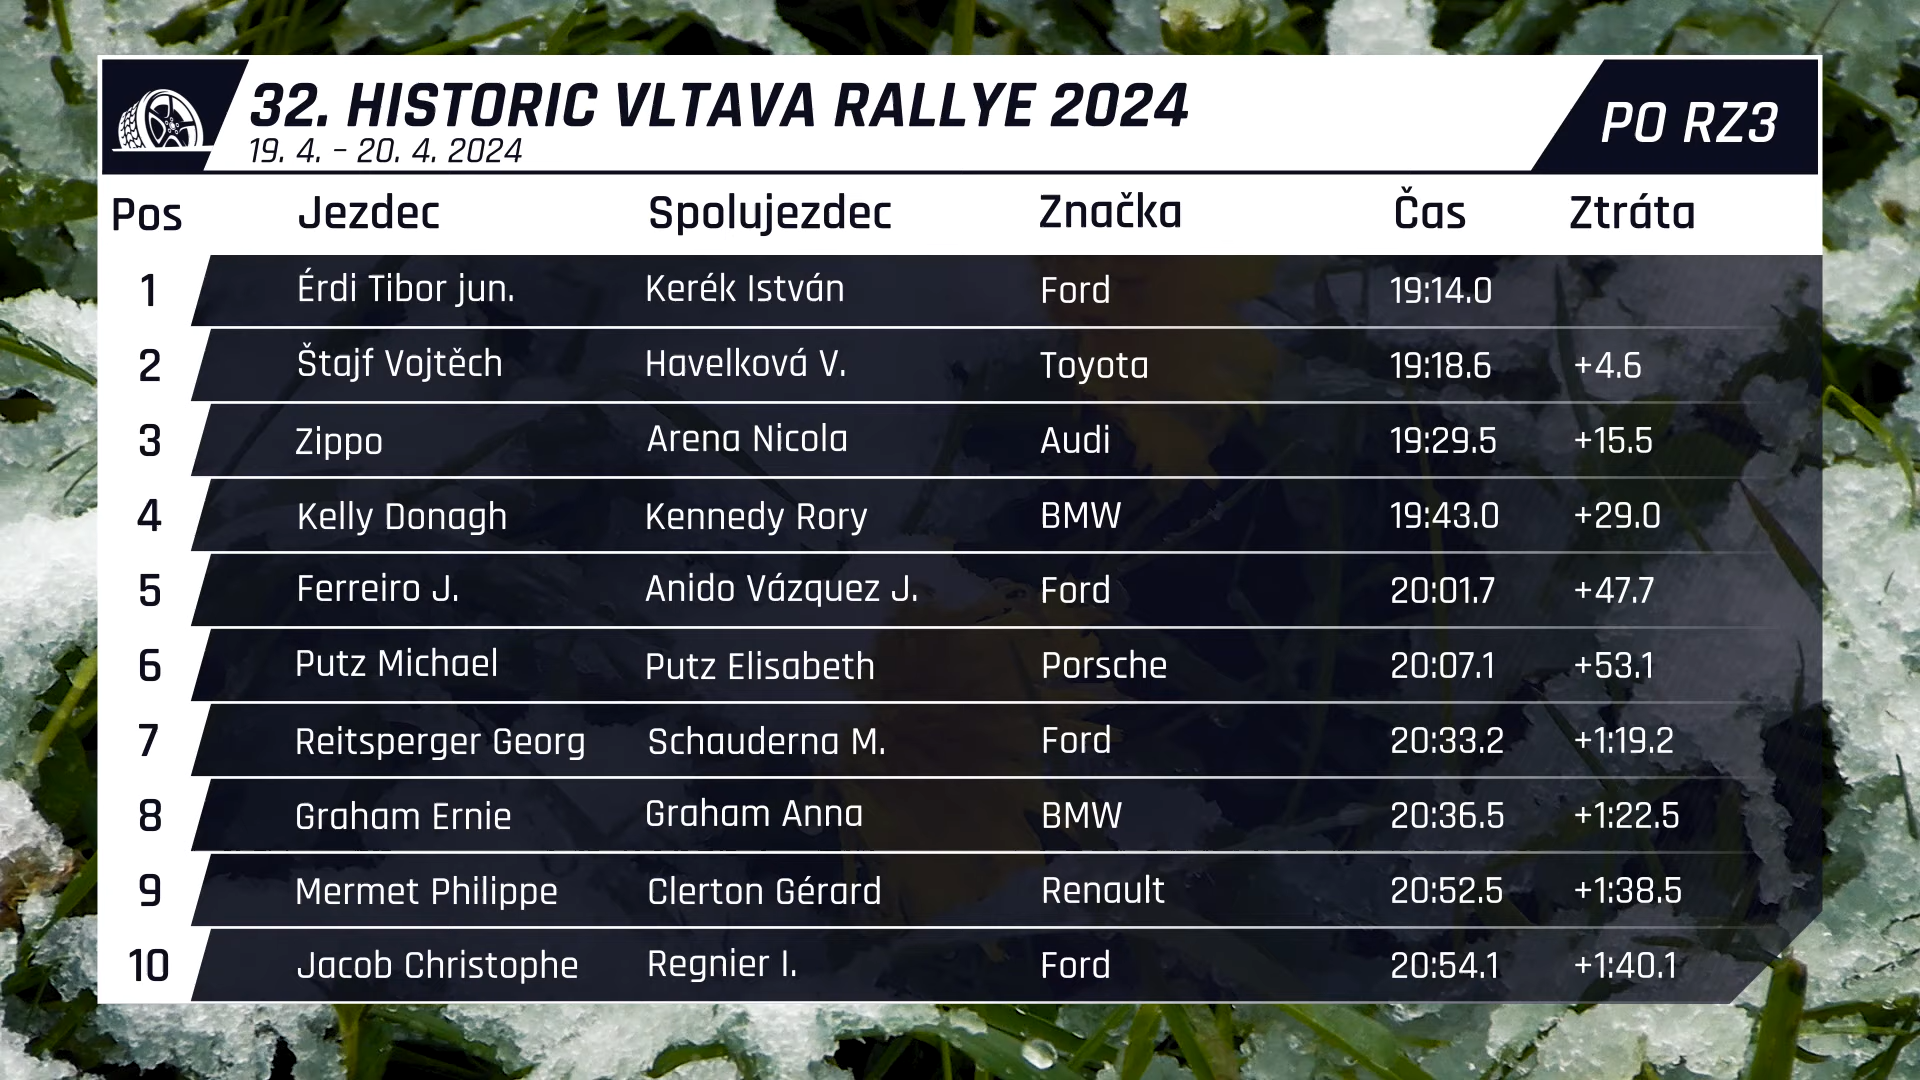 32. HISTORIC VLTAVA RALLYE 2024
19. 4. – 20. 4. 2024
PO RZ3
Pos Jezdec Spolujezdec Značka Čas Ztráta
1 Érdi Tibor jun. Kerék István Ford 19:14.0
2 Štajf Vojtěch Havelková V. Toyota 19:18.6 +4.6
3 Zippo Arena Nicola Audi 19:29.5 +15.5
4 Kelly Donagh Kennedy Rory BMW 19:43.0 +29.0
5 Ferreiro J. Anido Vázquez J. Ford 20:01.7 +47.7
6 Putz Michael Putz Elisabeth Porsche 20:07.1 +53.1
7 Reitsperger Georg Schauderna M. Ford 20:33.2 +1:19.2
8 Graham Ernie Graham Anna BMW 20:36.5 +1:22.5
9 Mermet Philippe Clerton Gérard Renault 20:52.5 +1:38.5
10 Jacob Christophe Regnier I. Ford 20:54.1 +1:40.1